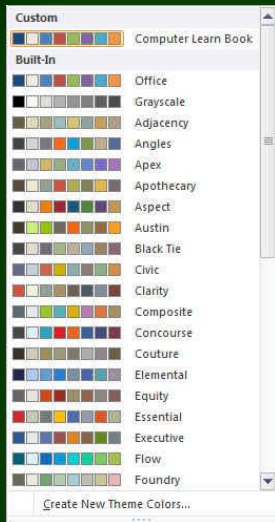 Custom
Computer Learn Book
Built-In
Office
Grayscale
Adjacency
Angles
Apex
Apothecary
Aspect
Austin
Black Tie
Civic
Clarity
Composite
Concourse
Couture
Elemental
Equity
Essential
Executive
Flow
Foundry
Create New Theme Colors...